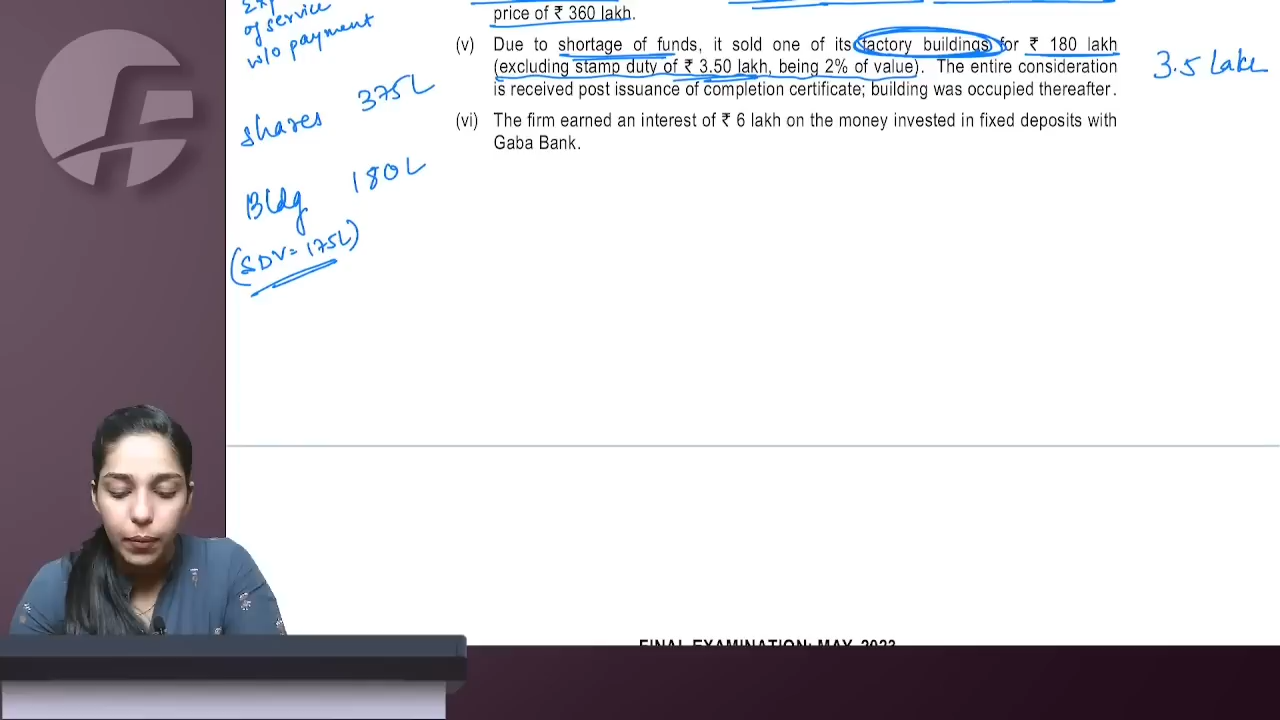 of service
w/o payment
price of ₹ 360 lakh.
(v) Due to shortage of funds, it sold one of its factory buildings for ₹ 180 lakh
(excluding stamp duty of ₹ 3.50 lakh, being 2% of value). The entire consideration
is received post issuance of completion certificate; building was occupied thereafter.
3.5 Lakh
shares 375L
(vi) The firm earned an interest of ₹ 6 lakh on the money invested in fixed deposits with
Gaba Bank.
Bldg 180L
(SDV = 175L)
FINAL EXAMINATION: MAY, 2023